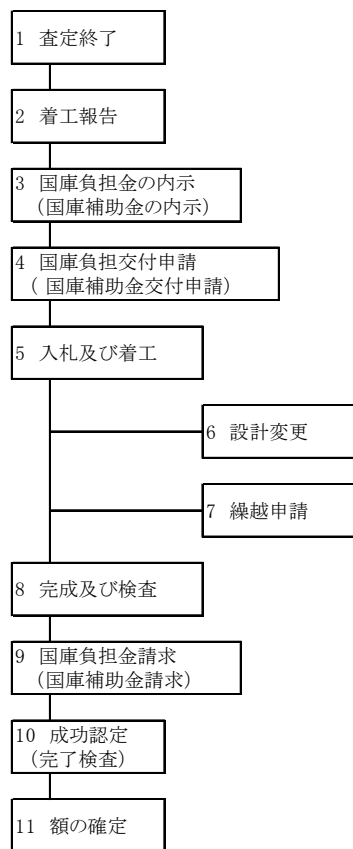 1 査定終了
2 着工報告
3 国庫負担金の内示
(国庫補助金の内示)
4 国庫負担交付申請
( 国庫補助金交付申請)
5 入札及び着工
6 設計変更
7 繰越申請
8 完成及び検査
9 国庫負担金請求
(国庫補助金請求)
10 成功認定
(完了検査)
11 額の確定